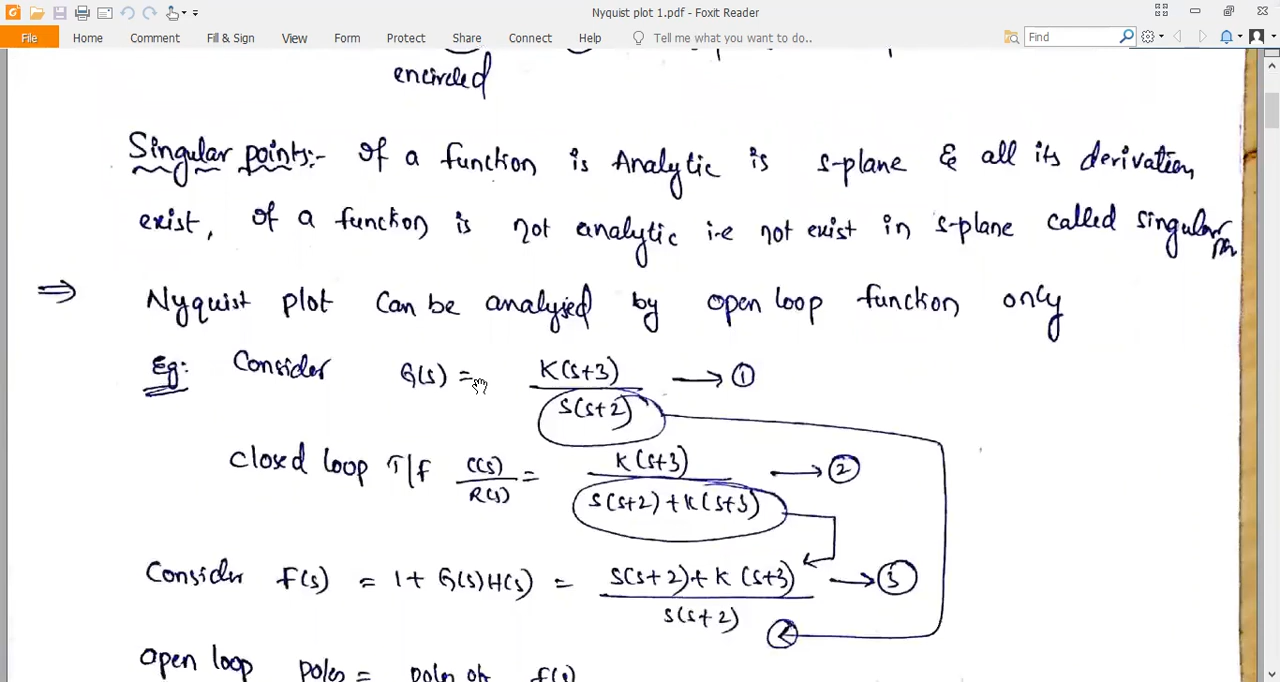 Nyquist plot 1.pdf - Foxit Reader
File Home Comment Fill & Sign View Form Protect Share Connect Help Tell me what you want to do.. Find
encircled
Singular points:- If a function is Analytic is s-plane & all its derivation
exist, If a function is not analytic i.e not exist in s-plane called singular
⇒ Nyquist plot Can be analysed by open loop function only
Eg: Consider G(s) = K(s+3) / s(s+2) → ①
closed loop T/f C(s)/R(s) = K(s+3) / s(s+2)+K(s+3) → ②
Consider f(s) = 1+ G(s)H(s) = s(s+2)+K(s+3) / s(s+2) → ③
open loop poles = poles of f(s)